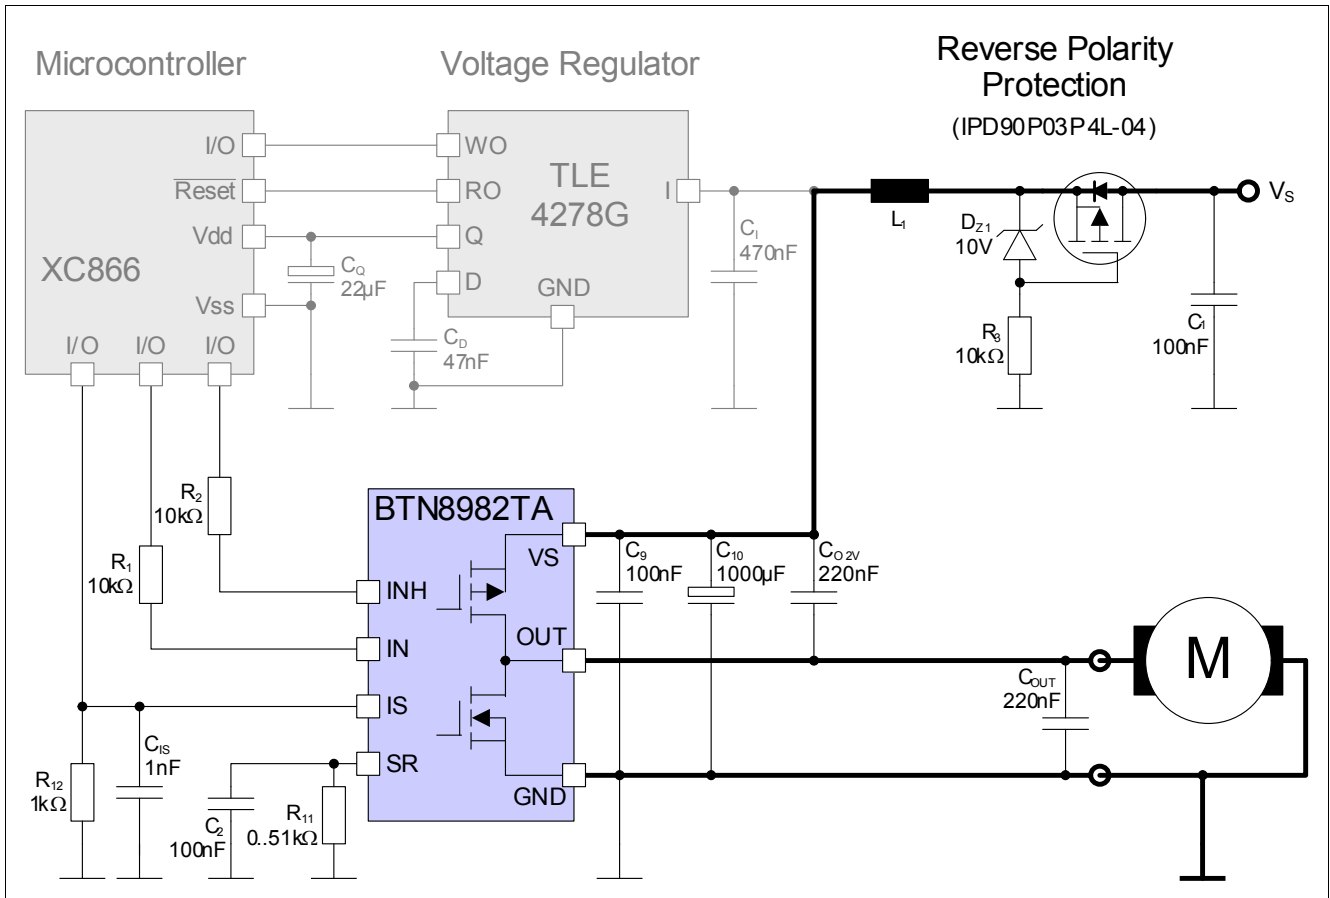 Microcontroller
Voltage Regulator
Reverse Polarity
Protection
(IPD90P03P4L-04)
I/O
Reset
Vdd
Vss
XC866
I/O
I/O
I/O
WO
RO
Q
D
TLE
4278G
I
GND
CQ
22µF
CD
47nF
CI
470nF
L1
DZ1
10V
R3
10kΩ
C1
100nF
VS
R2
10kΩ
R1
10kΩ
BTN8982TA
VS
INH
IN
IS
SR
OUT
GND
C9
100nF
C10
1000µF
CO2V
220nF
COUT
220nF
M
CIS
1nF
R12
1kΩ
C2
100nF
R11
0..51kΩ